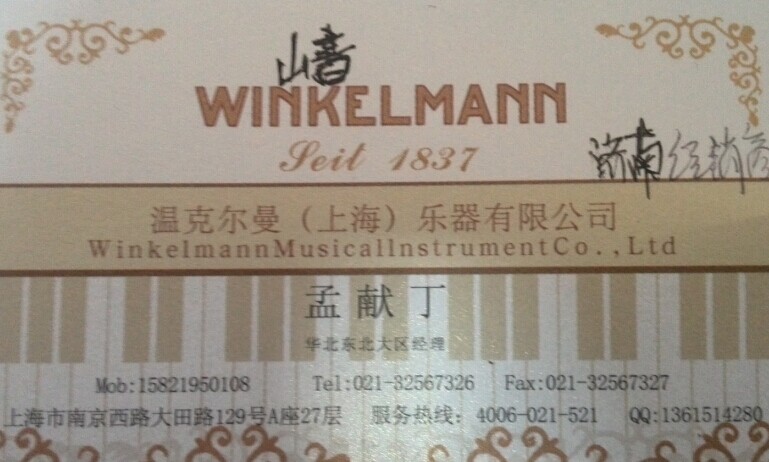 山音
WINKELMANN
Seit 1837
济南经销商
温克尔曼（上海）乐器有限公司
WinkelmannMusicalInstrumentCo.,Ltd
孟献丁
华北东北大区经理
Mob:15821950108 Tel:021-32567326 Fax:021-32567327
上海市南京西路大田路129号A座27层 服务热线：4006-021-521 QQ:1361514280